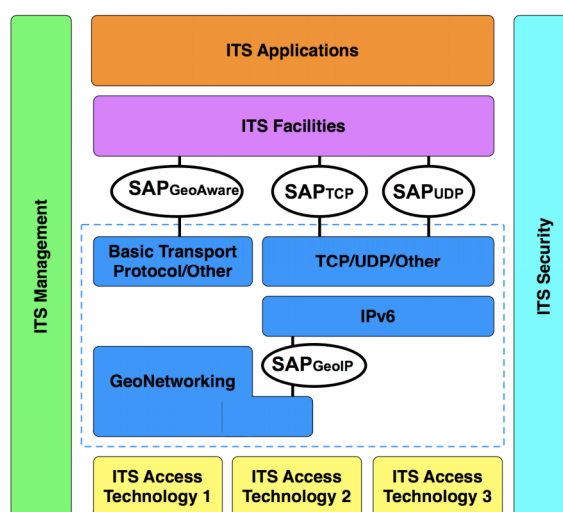 ITS Applications
ITS Facilities
SAPGeoAware
SAPTCP
SAPUDP
Basic Transport
Protocol/Other
TCP/UDP/Other
IPv6
SAPGeoIP
GeoNetworking
ITS Access
Technology 1
ITS Access
Technology 2
ITS Access
Technology 3
ITS Management
ITS Security